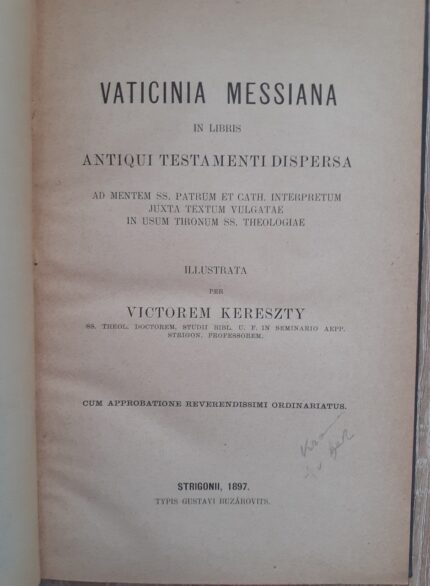 VATICINIA MESSIANA
IN LIBRIS
ANTIQUI TESTAMENTI DISPERSA
AD MENTEM SS. PATRUM ET CATH. INTERPRETUM
JUXTA TEXTUM VULGATAE
IN USUM TIRONUM SS. THEOLOGIAE
ILLUSTRATA
PER
VICTOREM KERESZTY
SS. THEOL. DOCTOREM, STUDII BIBL. U. F. IN SEMINARIO AEPP.
STRIGON. PROFESSOREM.
CUM APPROBATIONE REVERENDISSIMI ORDINARIATUS.
STRIGONII, 1897.
TYPIS GUSTAVI BUZÁROVITS.